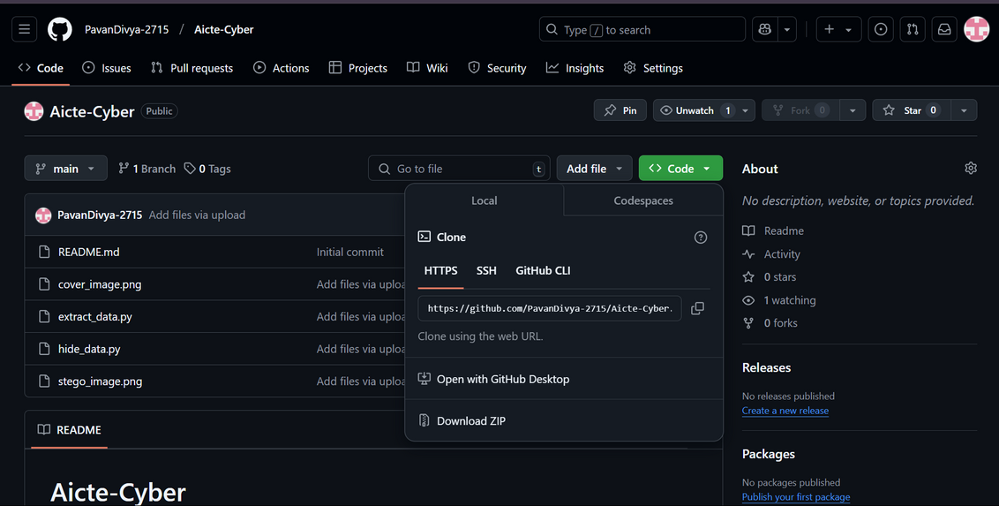 PavanDivya-2715 / Aicte-Cyber
Type / to search
Code
Issues
Pull requests
Actions
Projects
Wiki
Security
Insights
Settings
Aicte-Cyber
Public
Pin
Unwatch 1
Fork 0
Star 0
main
1 Branch
0 Tags
Go to file
t
Add file
Code
PavanDivya-2715 Add files via upload
README.md Initial commit
cover_image.png Add files via uploa
extract_data.py Add files via uploa
hide_data.py Add files via uploa
stego_image.png Add files via uploa
README
Aicte-Cyber
Local
Codespaces
Clone
?
HTTPS
SSH
GitHub CLI
https://github.com/PavanDivya-2715/Aicte-Cyber.
Clone using the web URL.
Open with GitHub Desktop
Download ZIP
About
No description, website, or topics provided.
Readme
Activity
0 stars
1 watching
0 forks
Releases
No releases published
Create a new release
Packages
No packages published
Publish your first package